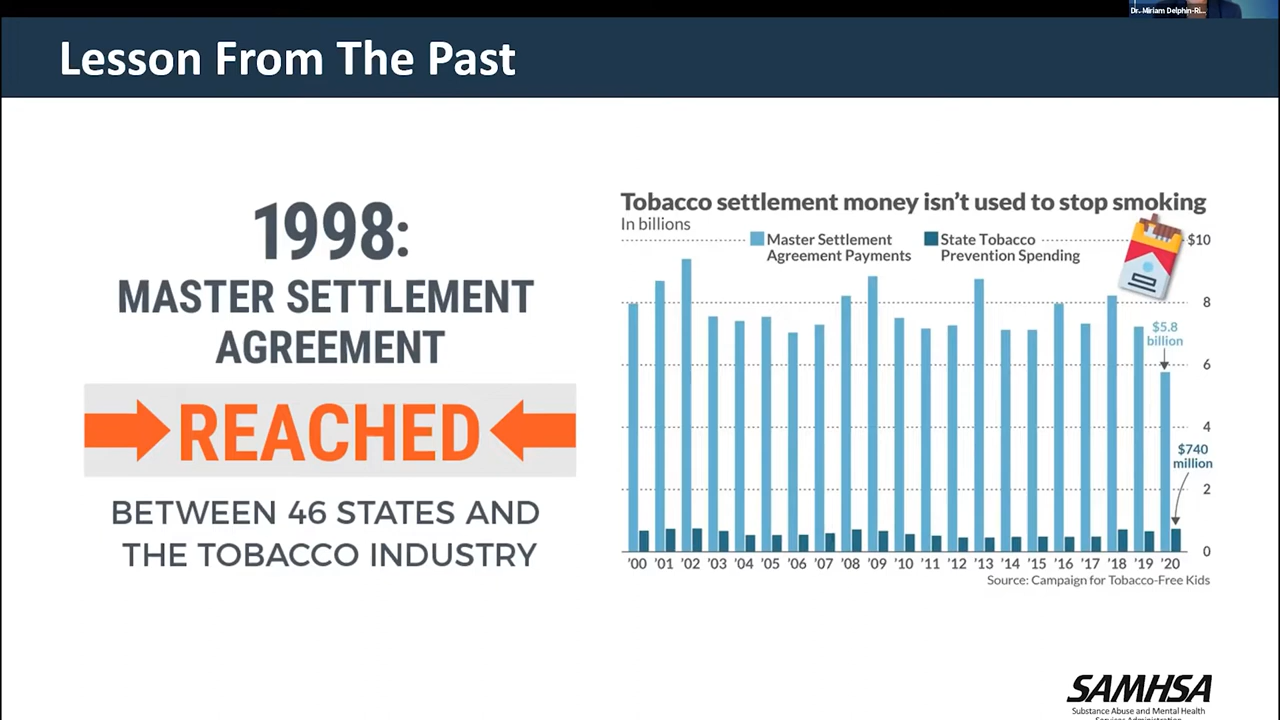 Dr. Miriam Delphin-Ri...
Lesson From The Past
1998:
MASTER SETTLEMENT
AGREEMENT
REACHED
BETWEEN 46 STATES AND
THE TOBACCO INDUSTRY
Tobacco settlement money isn't used to stop smoking
In billions
Master Settlement
Agreement Payments
State Tobacco
Prevention Spending
$10
8
6
4
2
0
$5.8
billion
$740
million
'00 '01 '02 '03 '04 '05 '06 '07 '08 '09 '10 '11 '12 '13 '14 '15 '16 '17 '18 '19 '20
Source: Campaign for Tobacco-Free Kids
SAMHSA
Substance Abuse and Mental Health
Services Administration